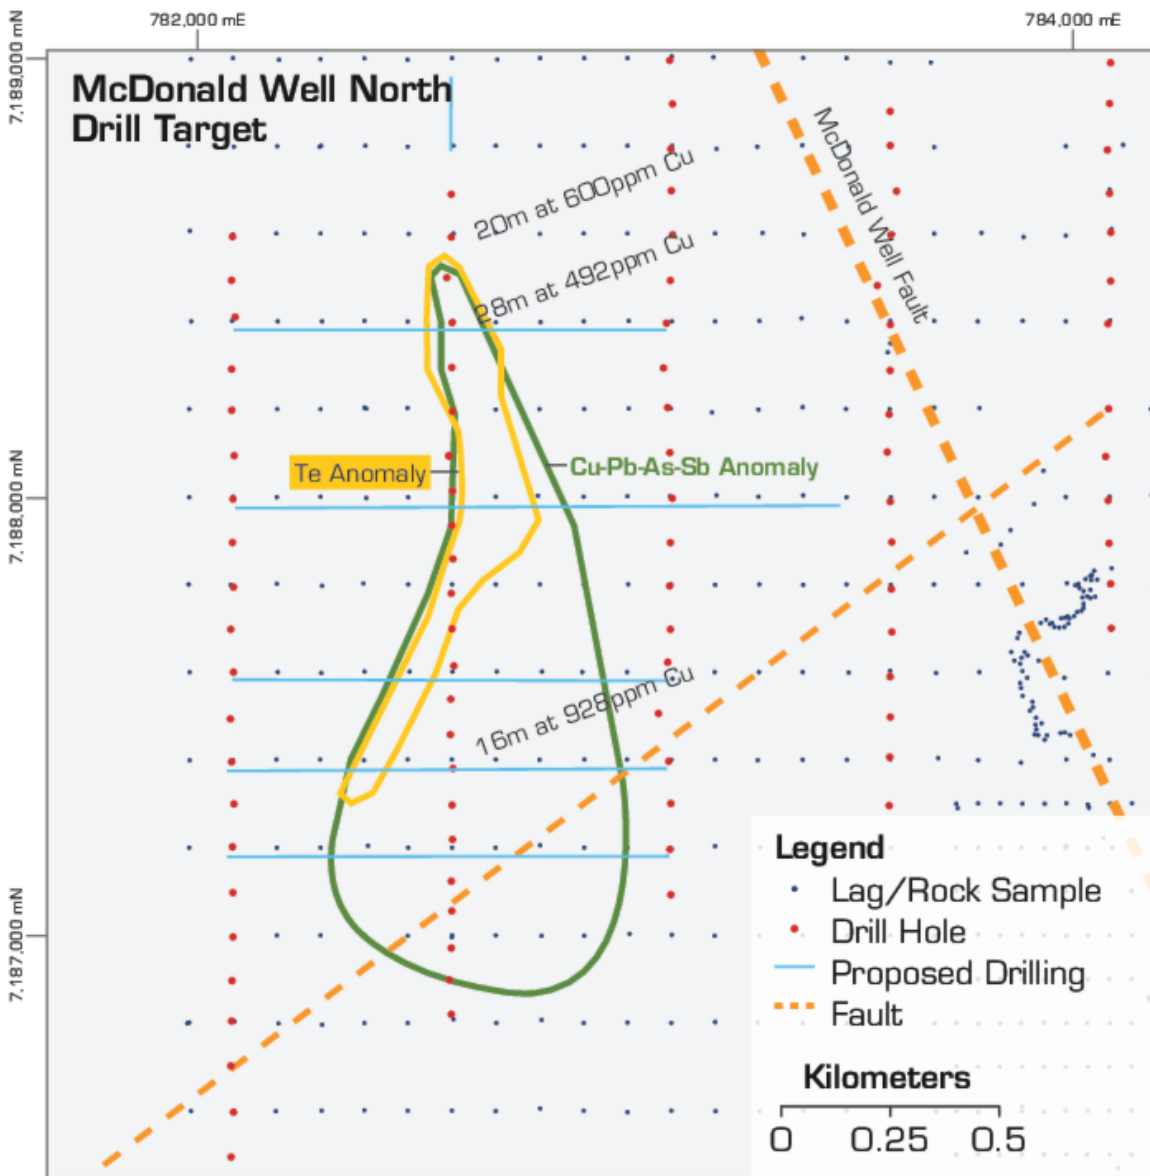 782,000 mE
784,000 mE
7,189,000 mN
McDonald Well North
Drill Target
McDonald Well Fault
20m at 600ppm Cu
28m at 492ppm Cu
Te Anomaly
Cu-Pb-As-Sb Anomaly
7,188,000 mN
16m at 928ppm Cu
7,187,000 mN
Legend
Lag/Rock Sample
Drill Hole
Proposed Drilling
Fault
Kilometers
0 0.25 0.5